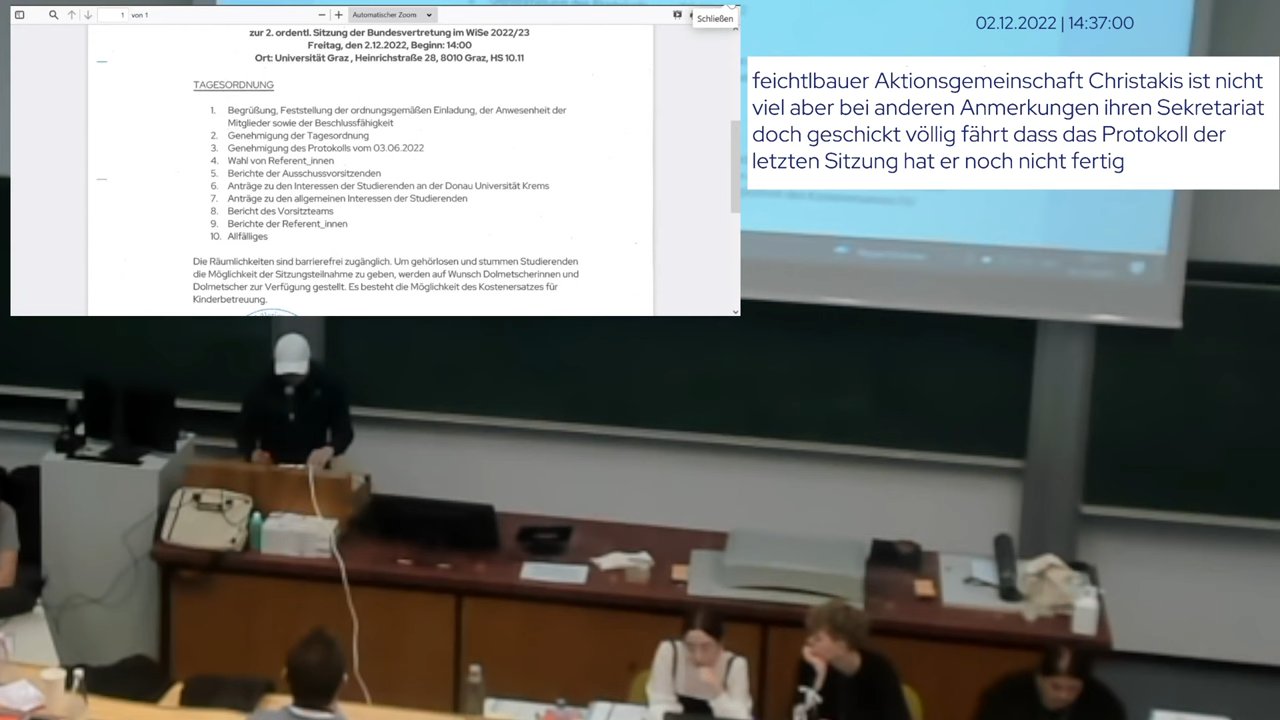 1 von 1
Automatischer Zoom
Schließen
zur 2. ordentl. Sitzung der Bundesvertretung im WiSe 2022/23
Freitag, den 2.12.2022, Beginn: 14:00
Ort: Universität Graz , Heinrichstraße 28, 8010 Graz, HS 10.11
TAGESORDNUNG
1. Begrüßung, Feststellung der ordnungsgemäßen Einladung, der Anwesenheit der
Mitglieder sowie der Beschlussfähigkeit
2. Genehmigung der Tagesordnung
3. Genehmigung des Protokolls vom 03.06.2022
4. Wahl von Referent_innen
5. Berichte der Ausschussvorsitzenden
6. Anträge zu den Interessen der Studierenden an der Donau Universität Krems
7. Anträge zu den allgemeinen Interessen der Studierenden
8. Bericht des Vorsitzteams
9. Berichte der Referent_innen
10. Allfälliges
Die Räumlichkeiten sind barrierefrei zugänglich. Um gehörlosen und stummen Studierenden
die Möglichkeit der Sitzungsteilnahme zu geben, werden auf Wunsch Dolmetscherinnen und
Dolmetscher zur Verfügung gestellt. Es besteht die Möglichkeit des Kostenersatzes für
Kinderbetreuung.
02.12.2022 | 14:37:00
feichtlbauer Aktionsgemeinschaft Christakis ist nicht
viel aber bei anderen Anmerkungen ihren Sekretariat
doch geschickt völlig fährt dass das Protokoll der
letzten Sitzung hat er noch nicht fertig